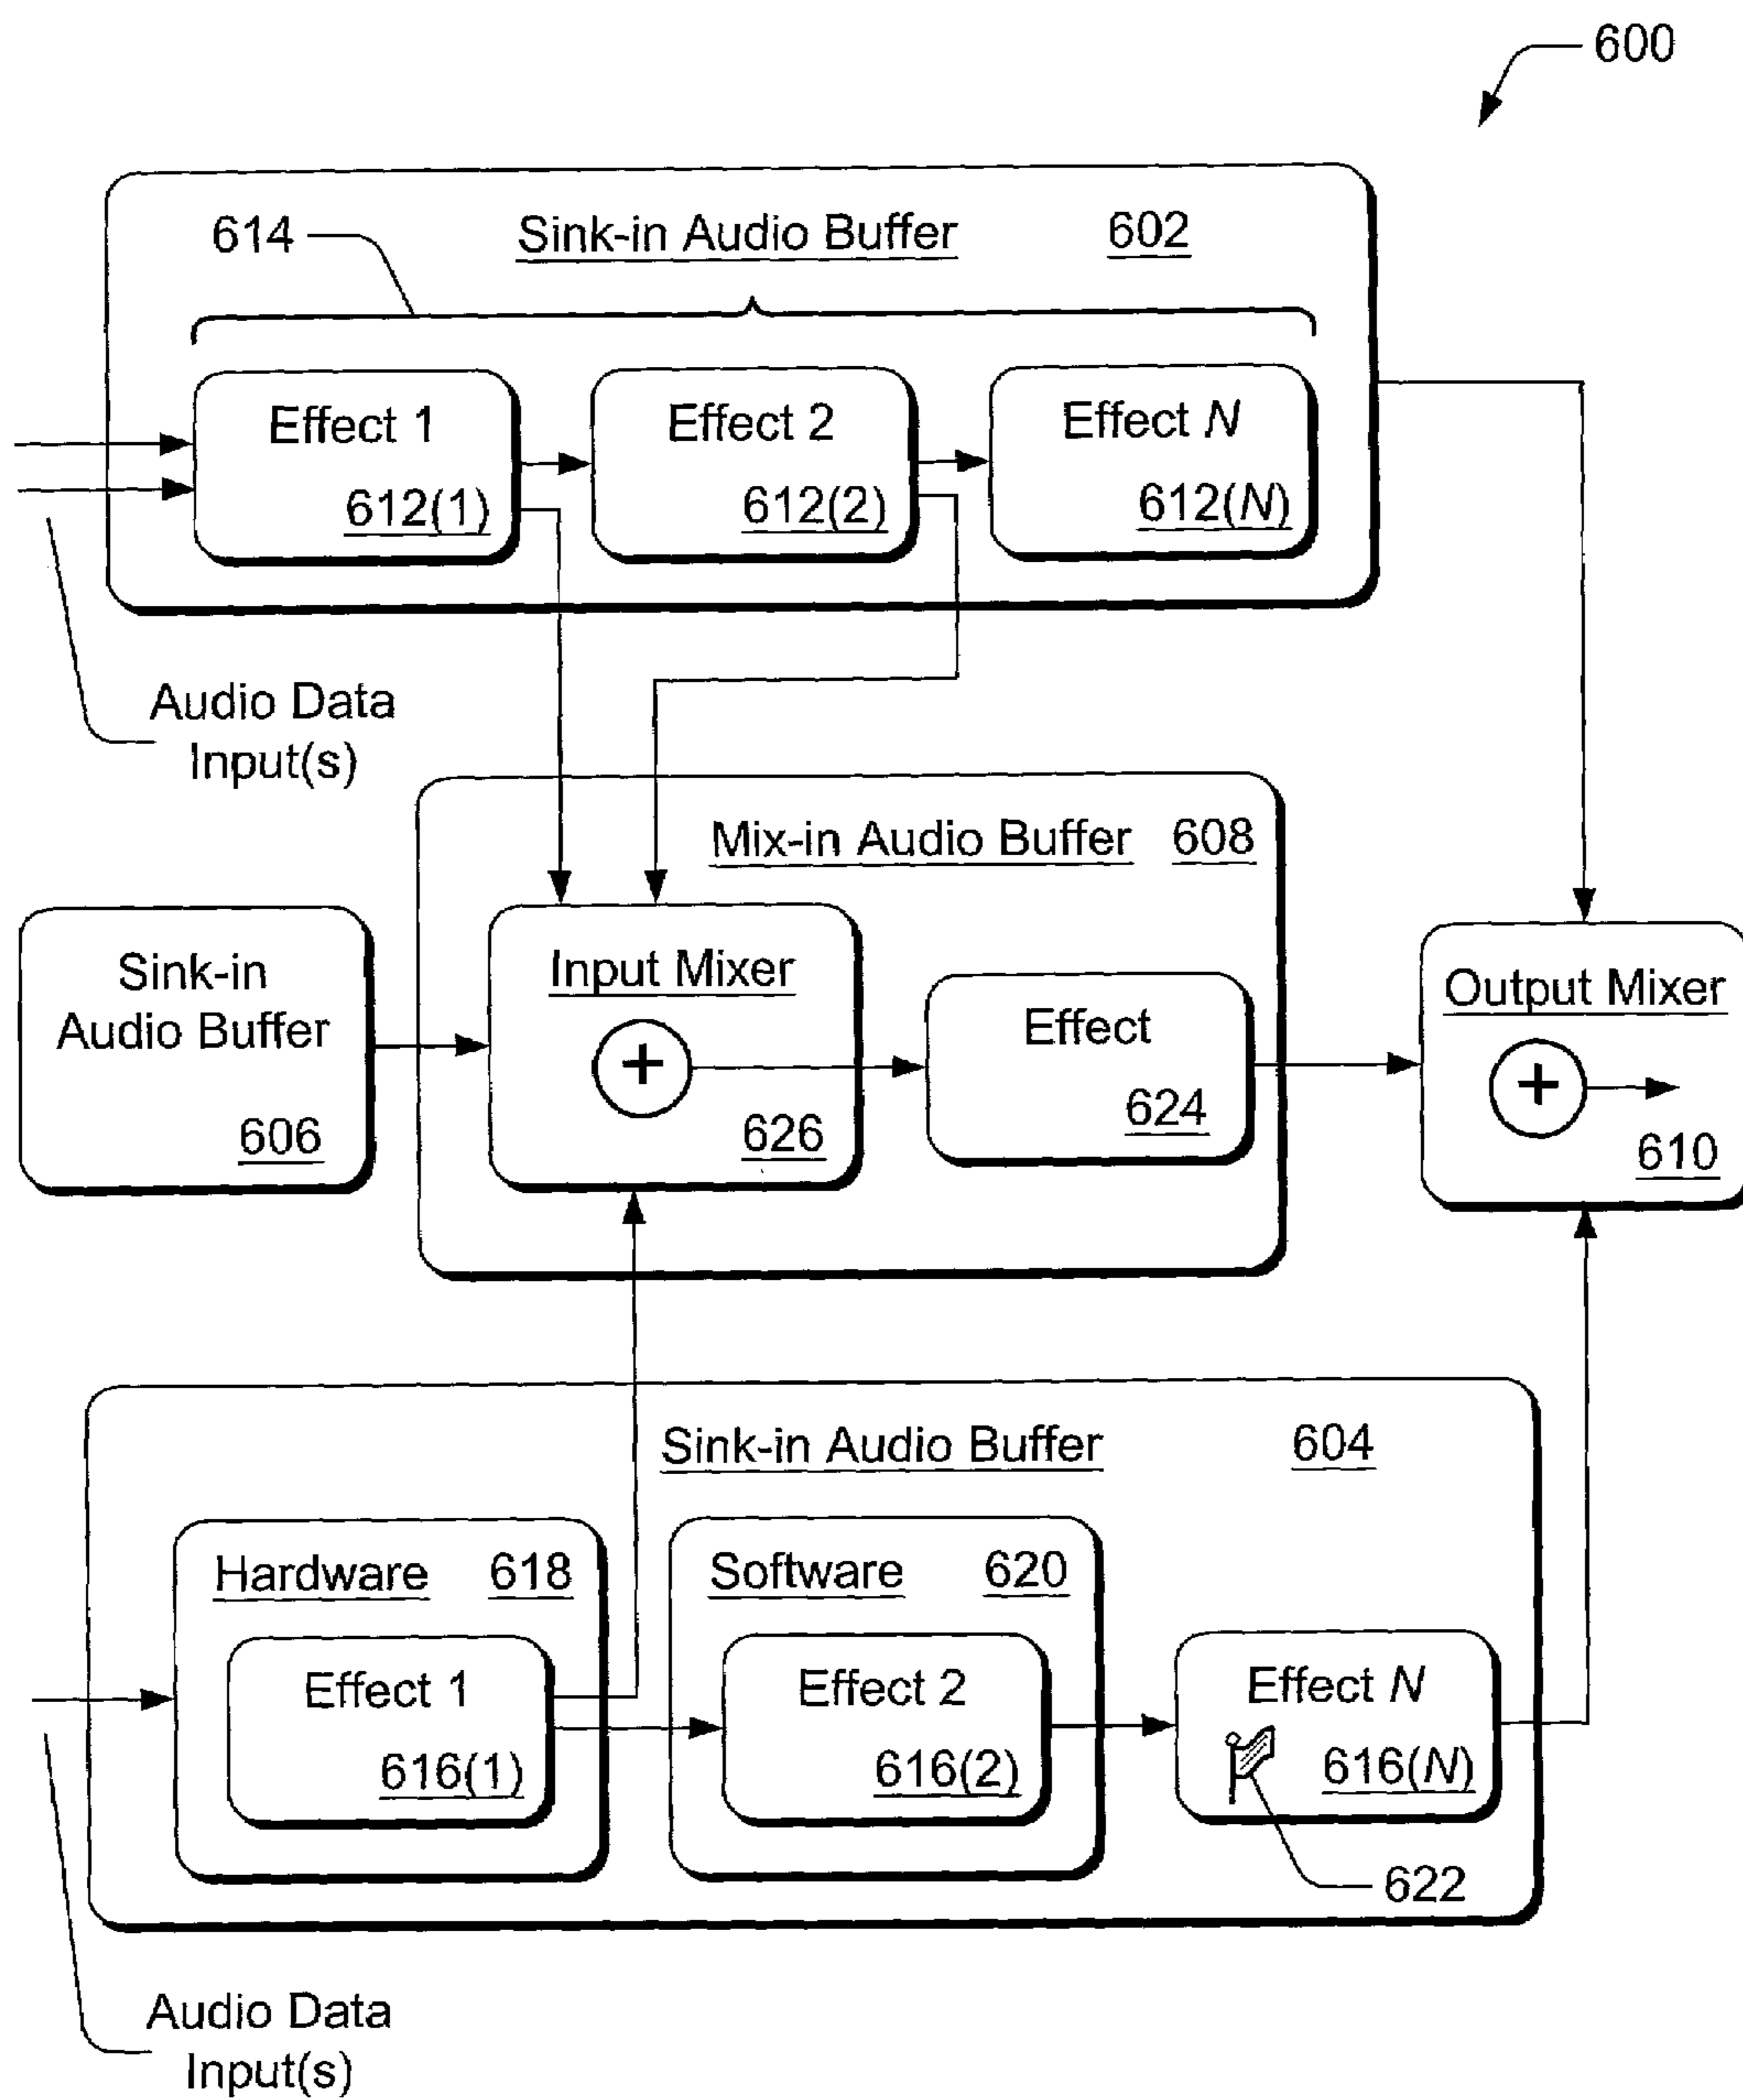 600
614
Sink-in Audio Buffer 602
Effect 1
612(1)
Effect 2
612(2)
Effect N
612(N)
Audio Data
Input(s)
Mix-in Audio Buffer 608
Sink-in
Audio Buffer
606
Input Mixer
+
626
Effect
624
Output Mixer
+
610
Sink-in Audio Buffer 604
Hardware 618
Effect 1
616(1)
Software 620
Effect 2
616(2)
Effect N
616(N)
622
Audio Data
Input(s)